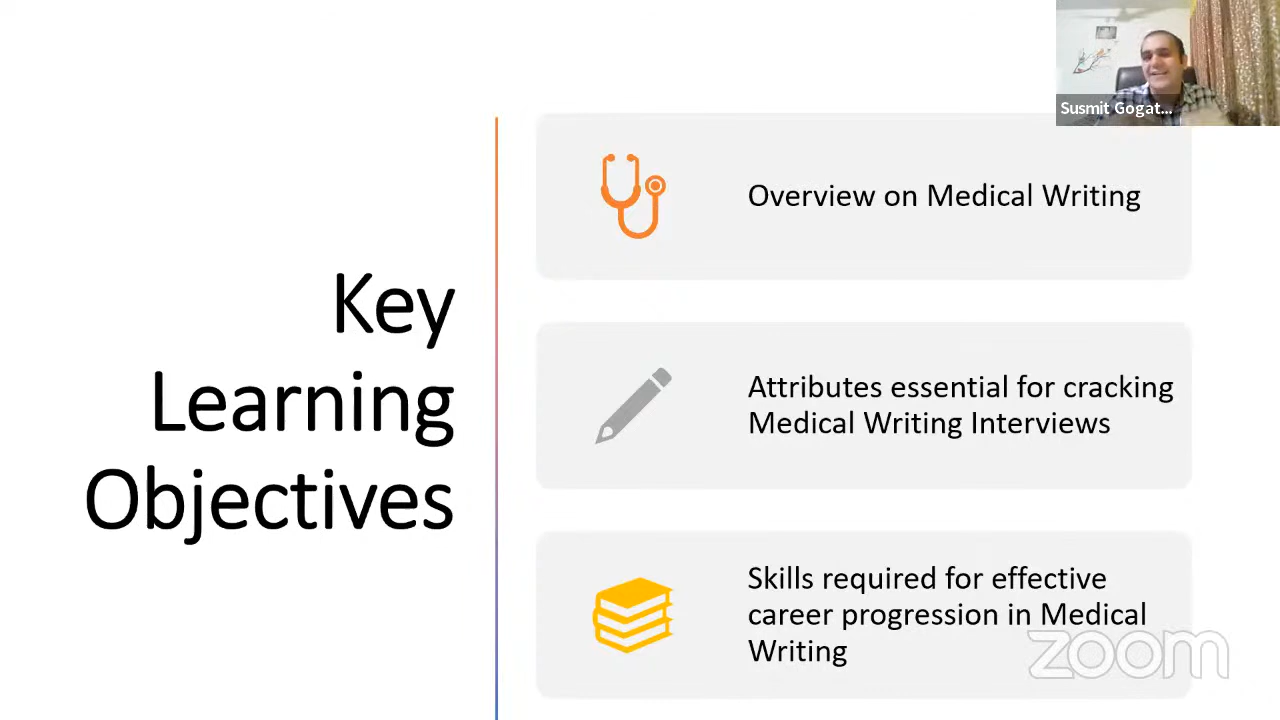 Susmit Gogat...
Overview on Medical Writing
Key
Learning
Objectives
Attributes essential for cracking
Medical Writing Interviews
Skills required for effective
career progression in Medical
Writing
zoom